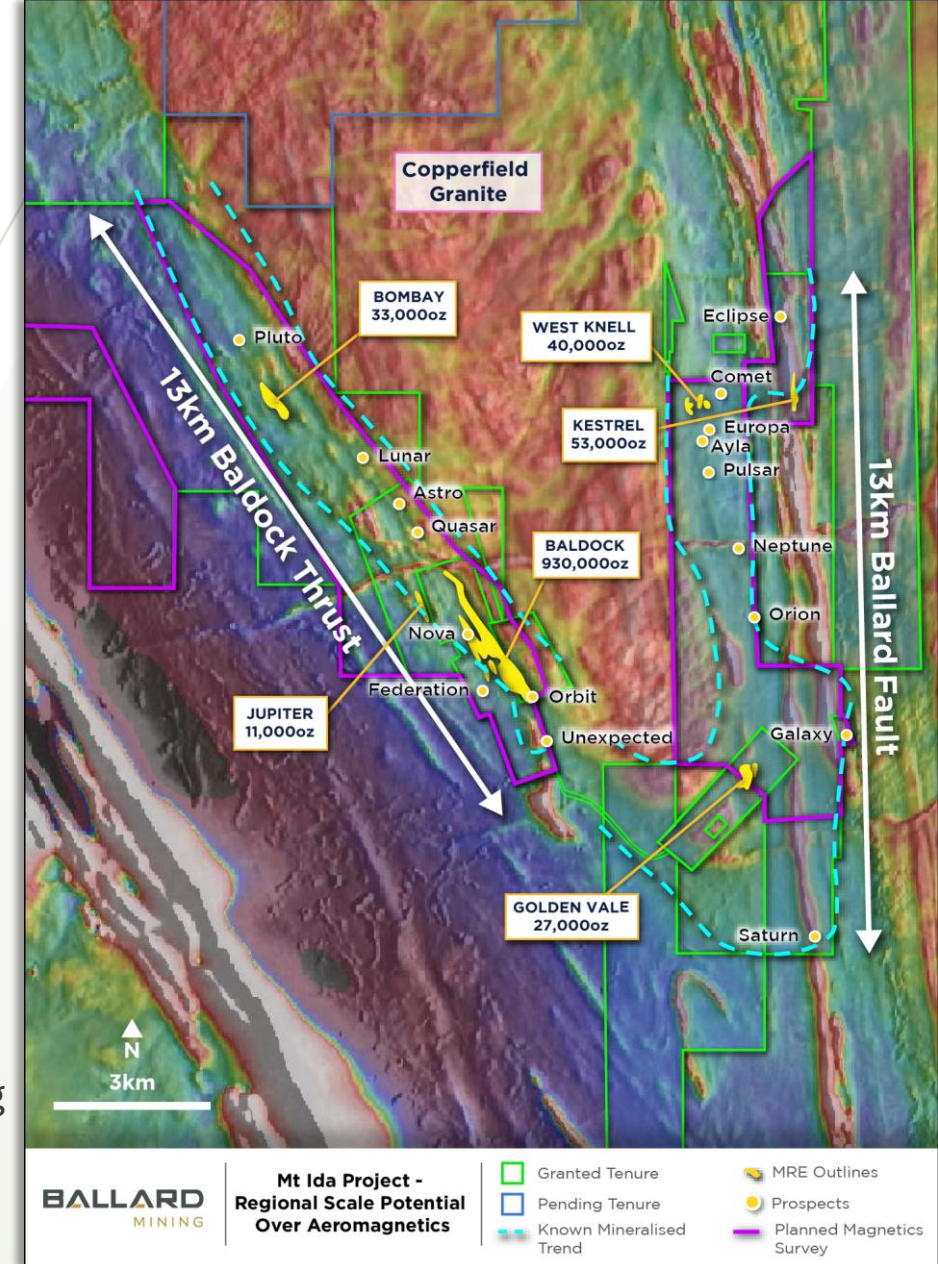 Copperfield
Granite
BOMBAY
33,000oz
WEST KNELL
40,000oz
Eclipse
Pluto
Comet
KESTREL
53,000oz
Europa
Ayla
Pulsar
Lunar
Astro
Quasar
13km Baldock Thrust
BALDOCK
930,000oz
Neptune
13km Ballard Fault
Orion
Nova
Federation
Orbit
JUPITER
11,000oz
Unexpected
Galaxy
GOLDEN VALE
27,000oz
Saturn
N
3km
g
BALLARD
MINING
Mt Ida Project -
Regional Scale Potential
Over Aeromagnetics
Granted Tenure
Pending Tenure
Known Mineralised
Trend
MRE Outlines
Prospects
Planned Magnetics
Survey